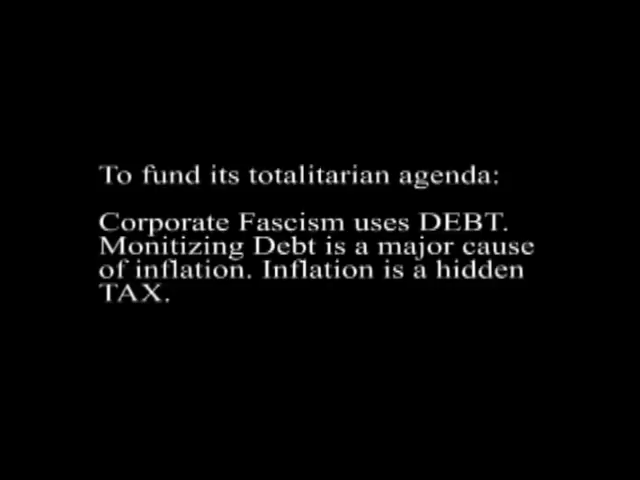 To fund its totalitarian agenda:
Corporate Fascism uses DEBT.
Monitizing Debt is a major cause
of inflation. Inflation is a hidden
TAX.